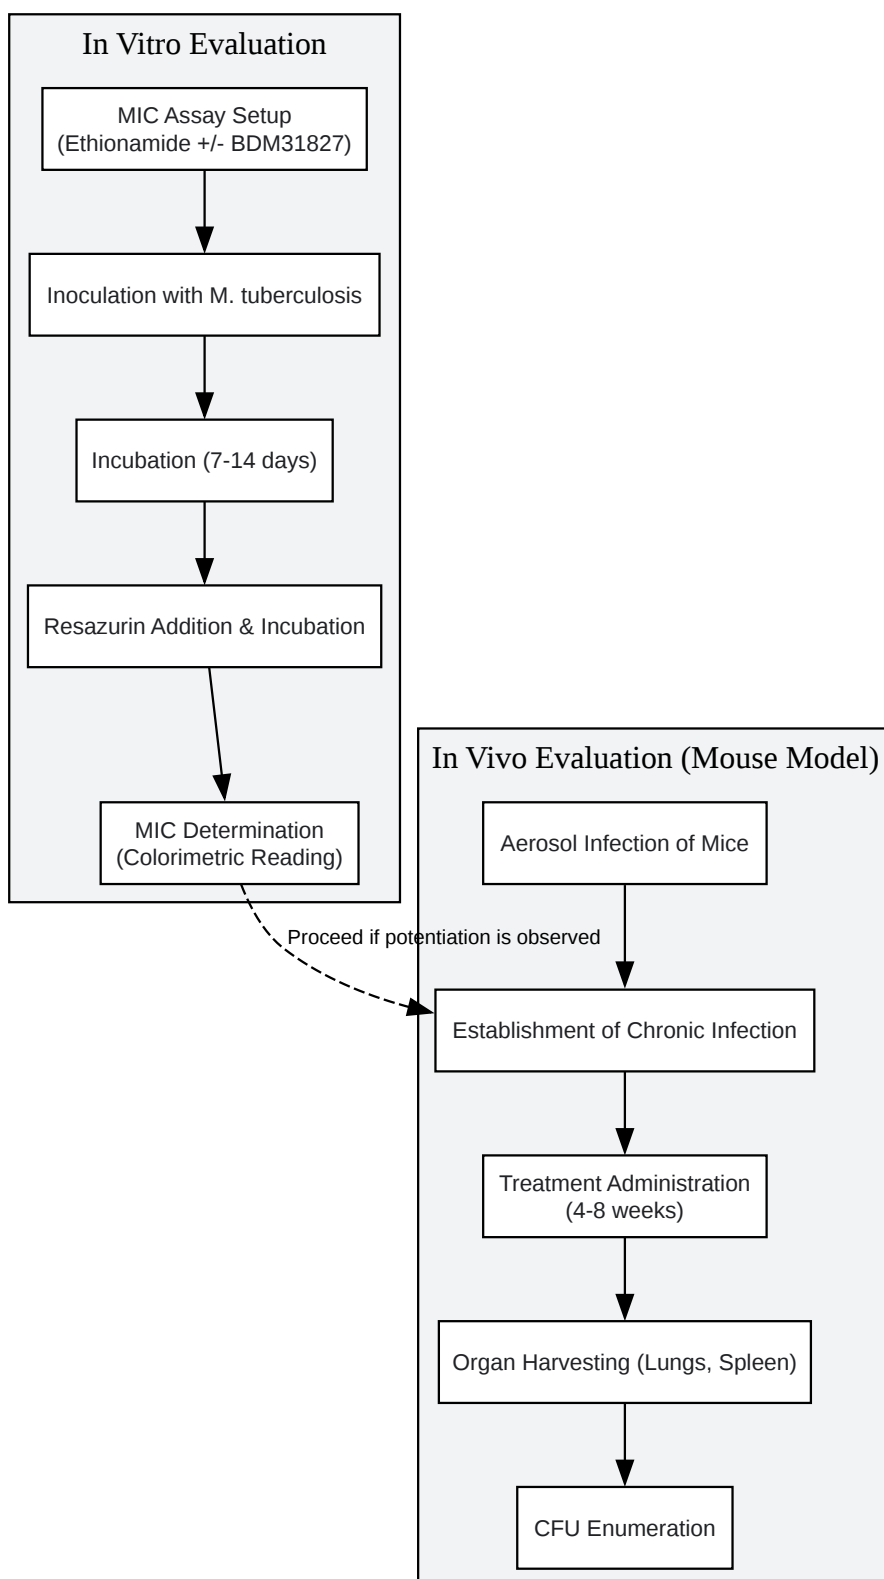 In Vitro Evaluation
MIC Assay Setup
(Ethionamide +/- BDM31827)
Inoculation with M. tuberculosis
Incubation (7-14 days)
Resazurin Addition & Incubation
MIC Determination
(Colorimetric Reading)
Proceed if potentiation is observed
In Vivo Evaluation (Mouse Model)
Aerosol Infection of Mice
Establishment of Chronic Infection
Treatment Administration
(4-8 weeks)
Organ Harvesting (Lungs, Spleen)
CFU Enumeration